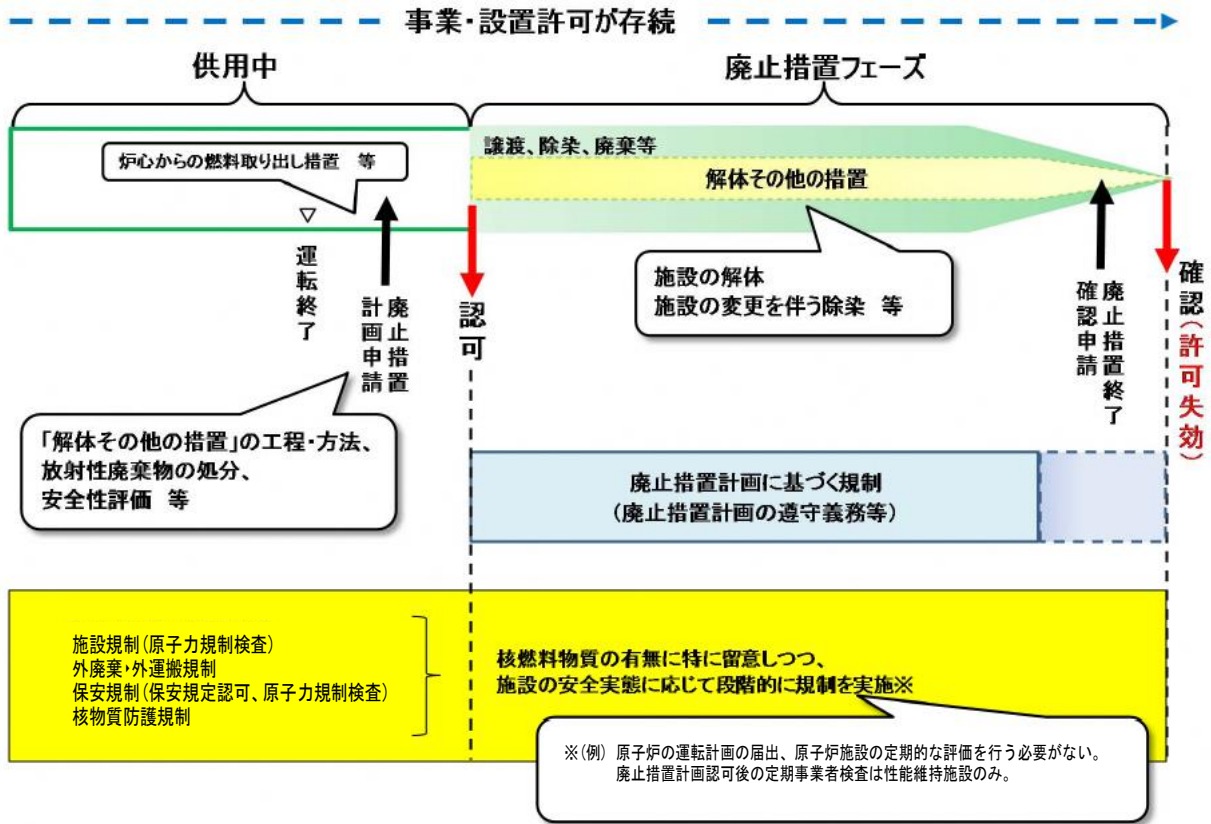 事業・設置許可が存続
供用中
廃止措置フェーズ
炉心からの燃料取り出し措置　等
譲渡、除染、廃棄等
解体その他の措置
▽
運転終了
廃止措置
計画申請
認可
施設の解体
施設の変更を伴う除染　等
廃止措置終了
確認申請
確認(許可失効)
「解体その他の措置」の工程・方法、
放射性廃棄物の処分、
安全性評価　等
廃止措置計画に基づく規制
(廃止措置計画の遵守義務等)
施設規制(原子力規制検査)
外廃棄・外運搬規制
保安規制(保安規定認可、原子力規制検査)
核物質防護規制
核燃料物質の有無に特に留意しつつ、
施設の安全実態に応じて段階的に規制を実施※
※(例) 原子炉の運転計画の届出、原子炉施設の定期的な評価を行う必要がない。
廃止措置計画認可後の定期事業者検査は性能維持施設のみ。